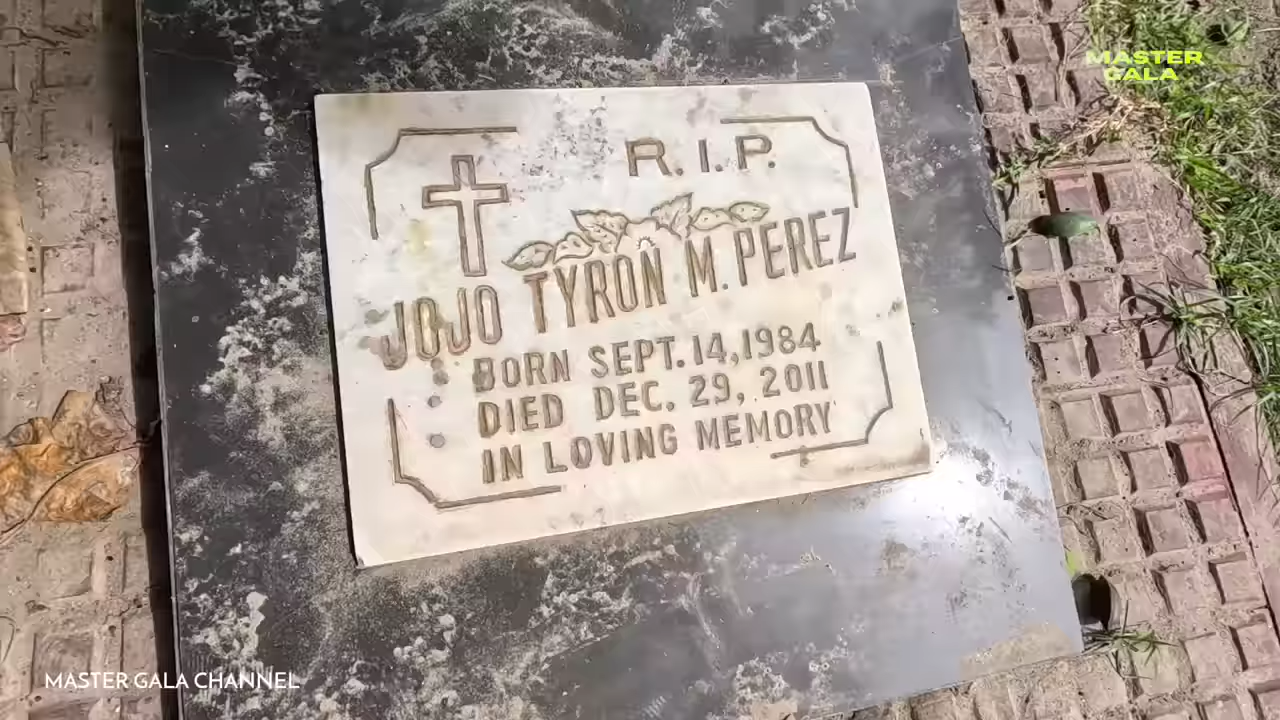 MASTER
GALA
R.I.P.
JOJO TYRON M. PEREZ
BORN SEPT. 14, 1984
DIED DEC. 29, 2011
IN LOVING MEMORY
MASTER GALA CHANNEL